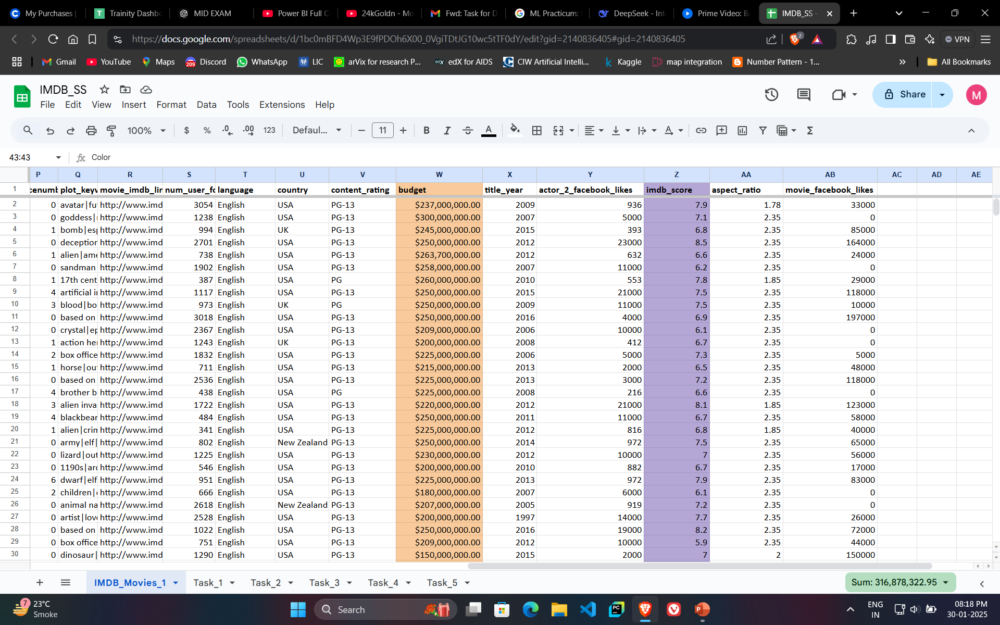 My Purchases
Trainity Dashbo
MID EXAM
Power BI Full C
24kGoldn - Mo
Fwd: Task for D
ML Practicum:
DeepSeek - Int
Prime Video: B
IMDB_SS -
https://docs.google.com/spreadsheets/d/1bc0mBFD4Wp3E9fPDOh6X00_0VgiTDtJG10wc5tTF0dY/edit?gid=2140836405#gid=2140836405
2
VPN
Gmail
YouTube
Maps
209
Discord
WhatsApp
LIC
arVix for research P...
edX for AIDS
CIW Artificial Intelli...
Kaggle
map integration
Number Pattern - 1...
All Bookmarks
IMDB_SS
File Edit View Insert Format Data Tools Extensions Help
Share
M
100% $ % .0 .00 123 Defaul... 11 B I A
43:43 fx Color
P Q R S T U V W X Y Z AA AB AC AD AE
1 cenumb plot_keyw movie_imdb_lin num_user_fo language country content_rating budget title_year actor_2_facebook_likes imdb_score aspect_ratio movie_facebook_likes
2 0 avatar|fu http://www.imd 3054 English USA PG-13 $237,000,000.00 2009 936 7.9 1.78 33000
3 0 goddess| http://www.imd 1238 English USA PG-13 $300,000,000.00 2007 5000 7.1 2.35 0
4 1 bomb|esp http://www.imd 994 English UK PG-13 $245,000,000.00 2015 393 6.8 2.35 85000
5 0 deception http://www.imd 2701 English USA PG-13 $250,000,000.00 2012 23000 8.5 2.35 164000
6 1 alien|ame http://www.imd 738 English USA PG-13 $263,700,000.00 2012 632 6.6 2.35 24000
7 0 sandman http://www.imd 1902 English USA PG-13 $258,000,000.00 2007 11000 6.2 2.35 0
8 1 17th cent http://www.imd 387 English USA PG $260,000,000.00 2010 553 7.8 1.85 29000
9 4 artificial i http://www.imd 1117 English USA PG-13 $250,000,000.00 2015 21000 7.5 2.35 118000
10 3 blood|bo http://www.imd 973 English UK PG $250,000,000.00 2009 11000 7.5 2.35 10000
11 0 based on http://www.imd 3018 English USA PG-13 $250,000,000.00 2016 4000 6.9 2.35 197000
12 0 crystal|ep http://www.imd 2367 English USA PG-13 $209,000,000.00 2006 10000 6.1 2.35 0
13 1 action he http://www.imd 1243 English UK PG-13 $200,000,000.00 2008 412 6.7 2.35 0
14 2 box office http://www.imd 1832 English USA PG-13 $225,000,000.00 2006 5000 7.3 2.35 5000
15 1 horse|ou http://www.imd 711 English USA PG-13 $215,000,000.00 2013 2000 6.5 2.35 48000
16 0 based on http://www.imd 2536 English USA PG-13 $225,000,000.00 2013 3000 7.2 2.35 118000
17 4 brother b http://www.imd 438 English USA PG $225,000,000.00 2008 216 6.6 2.35 0
18 3 alien inva http://www.imd 1722 English USA PG-13 $220,000,000.00 2012 21000 8.1 1.85 123000
19 4 blackbear http://www.imd 484 English USA PG-13 $250,000,000.00 2011 11000 6.7 2.35 58000
20 1 alien|crin http://www.imd 341 English USA PG-13 $225,000,000.00 2012 816 6.8 1.85 40000
21 0 army|elf| http://www.imd 802 English New Zealand PG-13 $250,000,000.00 2014 972 7.5 2.35 65000
22 0 lizard|out http://www.imd 1225 English USA PG-13 $230,000,000.00 2012 10000 7 2.35 56000
23 0 1190s|arc http://www.imd 546 English USA PG-13 $200,000,000.00 2010 882 6.7 2.35 17000
24 6 dwarf|elf http://www.imd 951 English USA PG-13 $225,000,000.00 2013 972 7.9 2.35 83000
25 2 children| http://www.imd 666 English USA PG-13 $180,000,000.00 2007 6000 6.1 2.35 0
26 0 animal na http://www.imd 2618 English New Zealand PG-13 $207,000,000.00 2005 919 7.2 2.35 0
27 0 artist|lov http://www.imd 2528 English USA PG-13 $200,000,000.00 1997 14000 7.7 2.35 26000
28 0 based on http://www.imd 1022 English USA PG-13 $250,000,000.00 2016 19000 8.2 2.35 72000
29 0 box office http://www.imd 751 English USA PG-13 $209,000,000.00 2012 10000 5.9 2.35 44000
30 0 dinosaur| http://www.imd 1290 English USA PG-13 $150,000,000.00 2015 2000 7 2 150000
IMDB_Movies_1 Task_1 Task_2 Task_3 Task_4 Task_5 Sum: 316,878,322.95
7
23°C
Smoke
Search
PC
P
ENG
IN
08:18 PM
30-01-2025